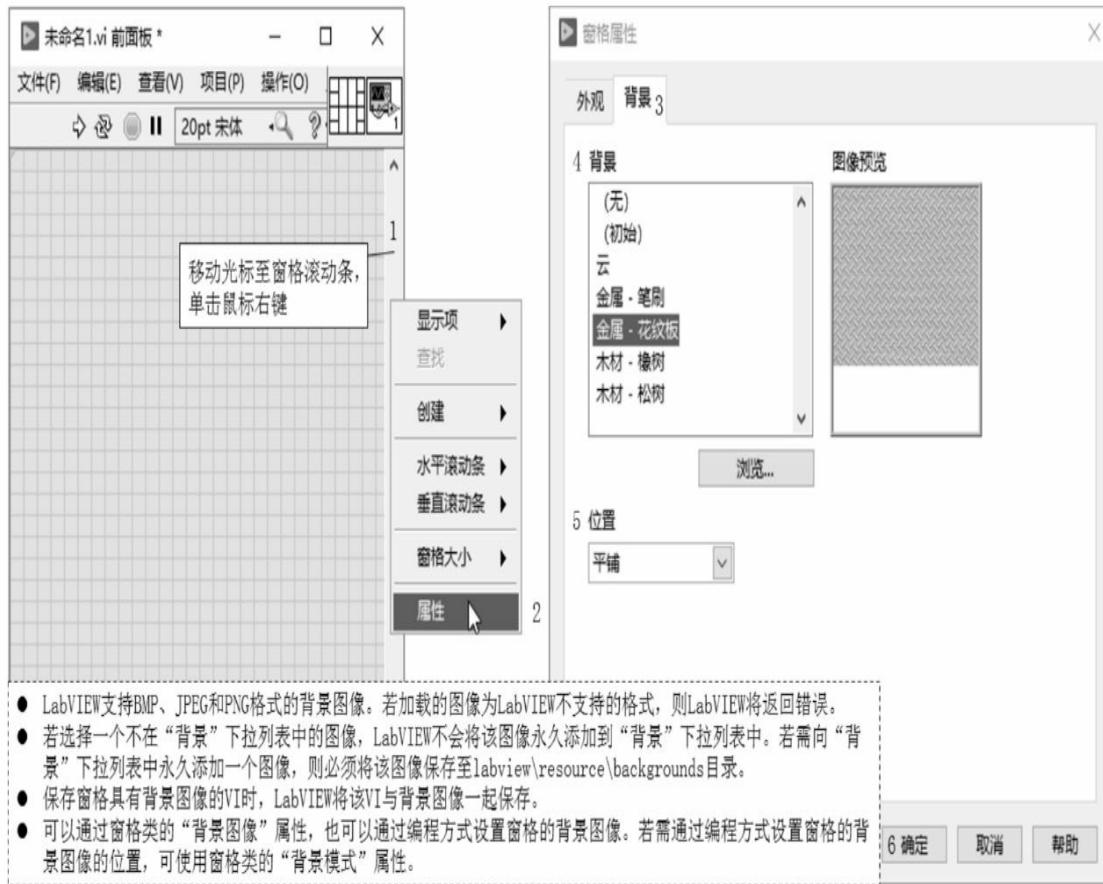 未命名1.vi 前面板 *
文件(F) 编辑(E) 查看(V) 项目(P) 操作(O)
20pt 宋体
1
1
移动光标至窗格滚动条，
单击鼠标右键
显示项
查找
创建
水平滚动条
垂直滚动条
窗格大小
属性
2
窗格属性
外观 背景 3
4 背景
图像预览
(无)
(初始)
云
金属 - 笔刷
金属 - 花纹板
木材 - 橡树
木材 - 松树
浏览...
5 位置
平铺
● LabVIEW支持BMP、JPEG和PNG格式的背景图像。若加载的图像为LabVIEW不支持的格式，则LabVIEW将返回错误。
● 若选择一个不在“背景”下拉列表中的图像，LabVIEW不会将该图像永久添加到“背景”下拉列表中。若需向“背
景”下拉列表中永久添加一个图像，则必须将该图像保存至labview\resource\backgrounds目录。
● 保存窗格具有背景图像的VI时，LabVIEW将该VI与背景图像一起保存。
● 可以通过窗格类的“背景图像”属性，也可以通过编程方式设置窗格的背景图像。若需通过编程方式设置窗格的背
景图像的位置，可使用窗格类的“背景模式”属性。
6 确定 取消 帮助